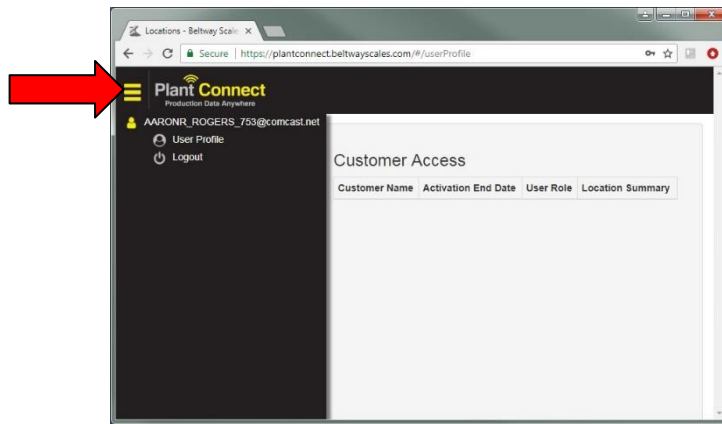 Locations - Beltway Scale
Secure | https://plantconnect.beltwayscales.com/#/userProfile
Plant Connect
Production Data Anywhere
AARONR_ROGERS_753@comcast.net
User Profile
Logout
Customer Access
Customer Name Activation End Date User Role Location Summary